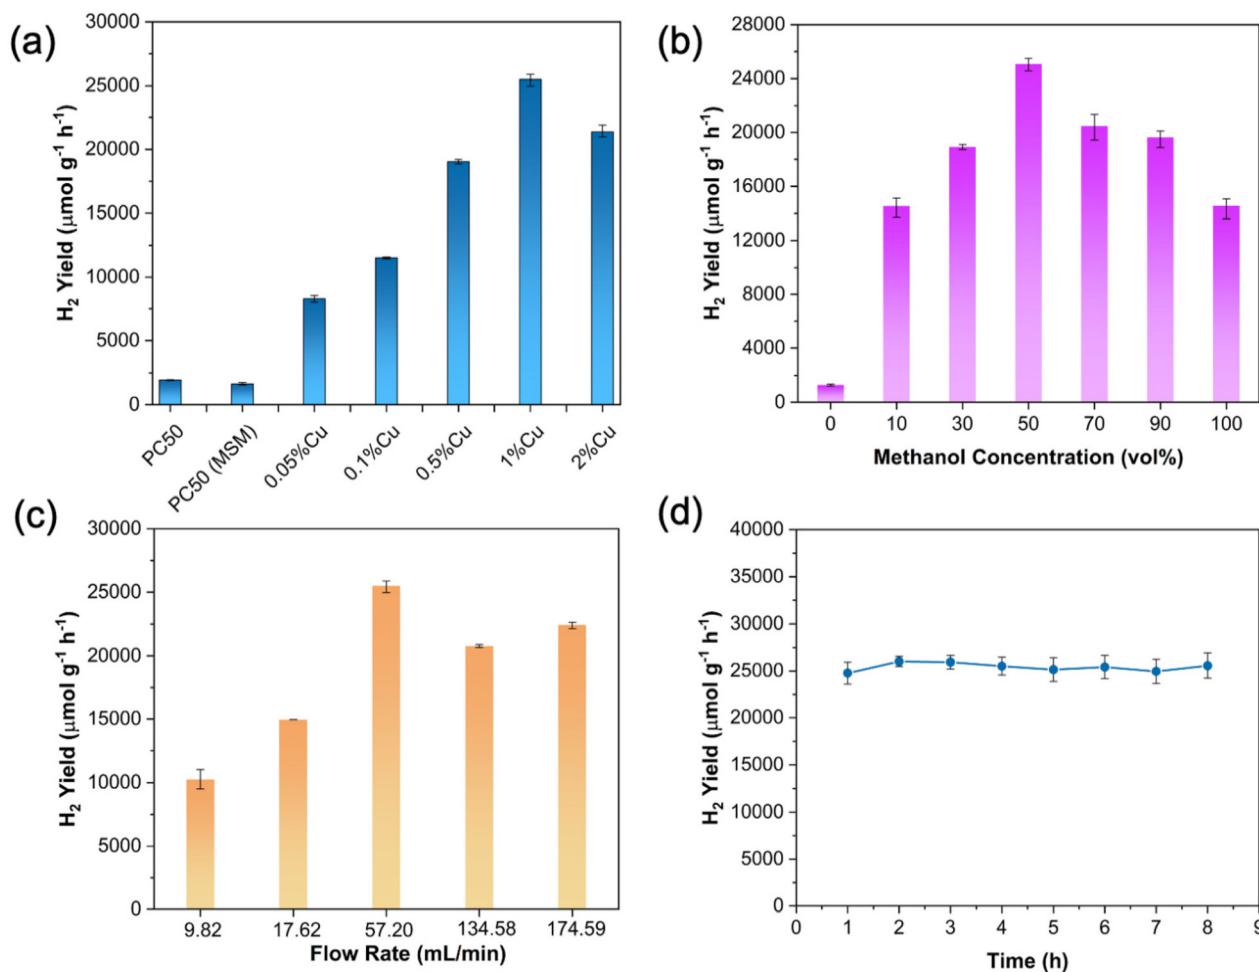 (a)
30000
25000
20000
15000
10000
5000
0
H₂ Yield (μmol g⁻¹ h⁻¹)
PC50
PC50 (MSM)
0.05%Cu
0.1%Cu
0.5%Cu
1%Cu
2%Cu
(b)
28000
24000
20000
16000
12000
8000
4000
0
H₂ Yield (μmol g⁻¹ h⁻¹)
0 10 30 50 70 90 100
Methanol Concentration (vol%)
(c)
30000
25000
20000
15000
10000
5000
0
H₂ Yield (μmol g⁻¹ h⁻¹)
9.82 17.62 57.20 134.58 174.59
Flow Rate (mL/min)
(d)
40000
35000
30000
25000
20000
15000
10000
5000
0
H₂ Yield (μmol g⁻¹ h⁻¹)
0 1 2 3 4 5 6 7 8 9
Time (h)